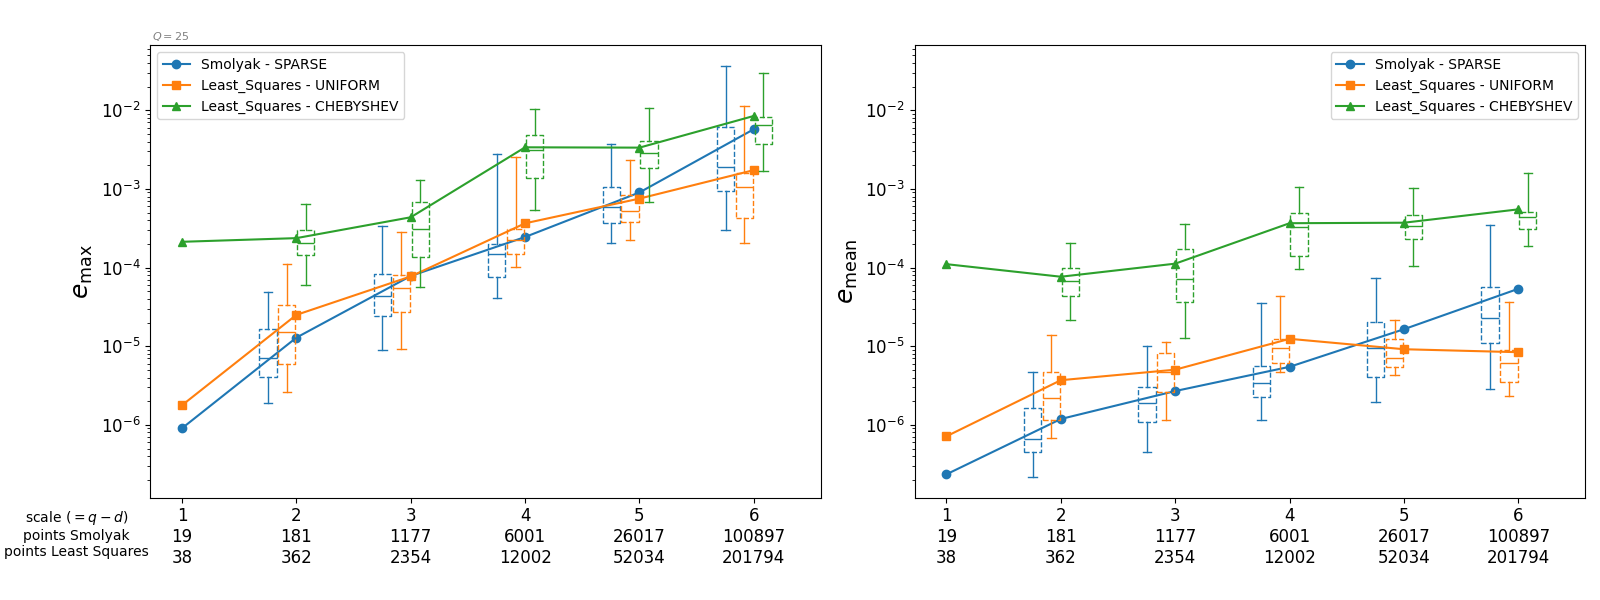 Q = 25
Smolyak - SPARSE
Least_Squares - UNIFORM
Least_Squares - CHEBYSHEV
10⁻²
10⁻³
10⁻⁴
10⁻⁵
10⁻⁶
e_max
scale (= q − d) 1 2 3 4 5 6
points Smolyak 19 181 1177 6001 26017 100897
points Least Squares 38 362 2354 12002 52034 201794
Smolyak - SPARSE
Least_Squares - UNIFORM
Least_Squares - CHEBYSHEV
10⁻²
10⁻³
10⁻⁴
10⁻⁵
10⁻⁶
e_mean
1 2 3 4 5 6
19 181 1177 6001 26017 100897
38 362 2354 12002 52034 201794